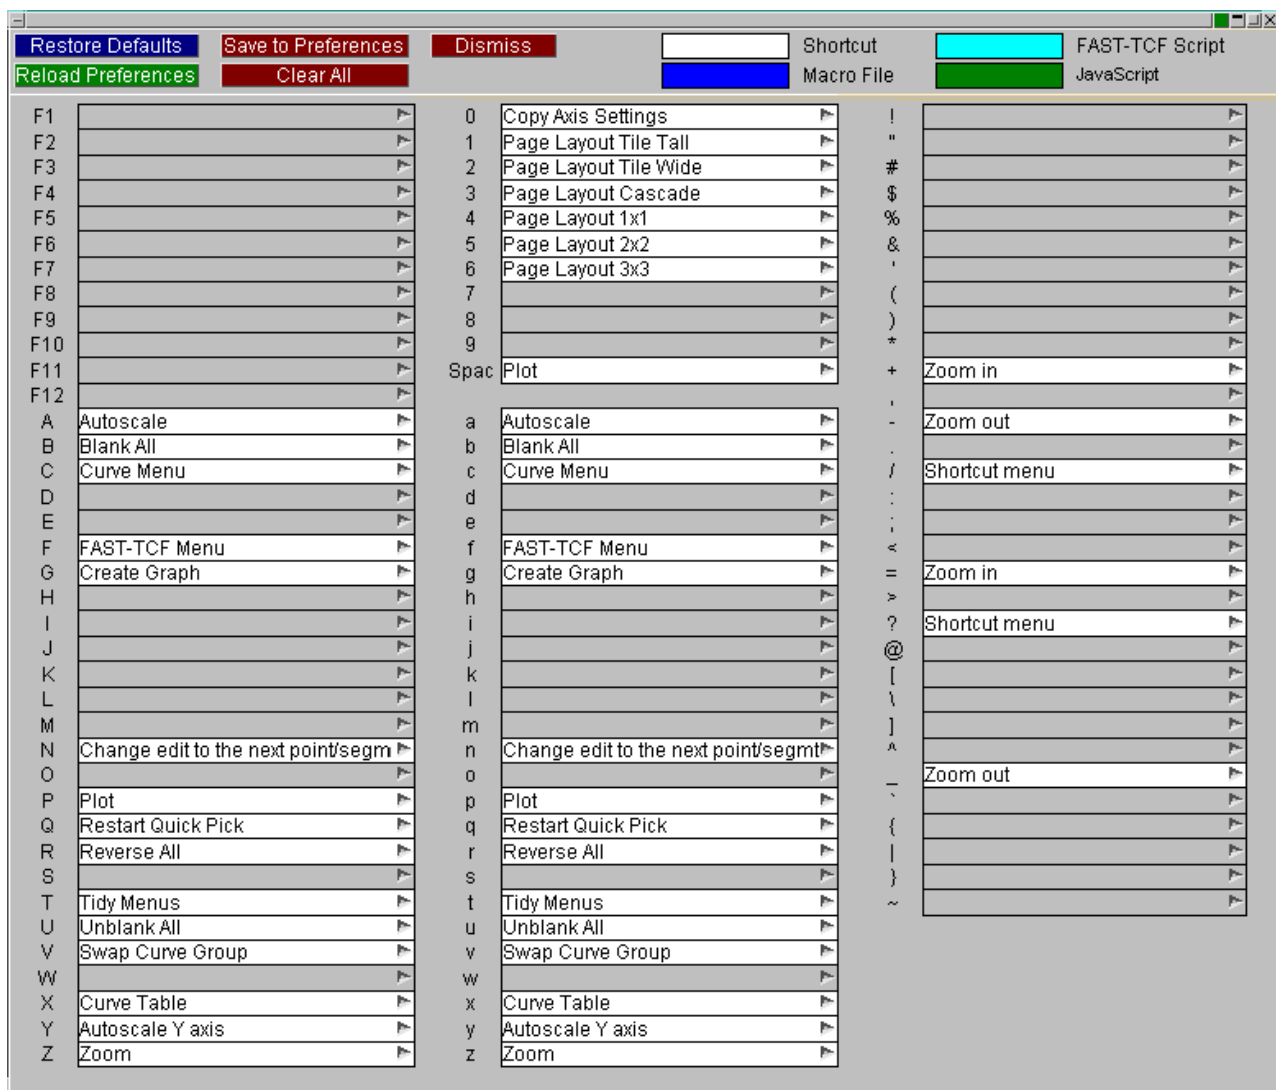 Restore Defaults Save to Preferences Dismiss Shortcut FAST-TCF Script
Reload Preferences Clear All Macro File JavaScript
F1 0 Copy Axis Settings !
F2 1 Page Layout Tile Tall "
F3 2 Page Layout Tile Wide #
F4 3 Page Layout Cascade $
F5 4 Page Layout 1x1 %
F6 5 Page Layout 2x2 &
F7 6 Page Layout 3x3 '
F8 7 (
F9 8 )
F10 9 *
F11 Spac Plot + Zoom in
F12 ,
A Autoscale a Autoscale - Zoom out
B Blank All b Blank All .
C Curve Menu c Curve Menu / Shortcut menu
D d :
E e ;
F FAST-TCF Menu f FAST-TCF Menu <
G Create Graph g Create Graph = Zoom in
H h >
I i ? Shortcut menu
J j @
K k [
L l \
M m ]
N Change edit to the next point/segm n Change edit to the next point/segmt ^
O o _ Zoom out
P Plot p Plot `
Q Restart Quick Pick q Restart Quick Pick {
R Reverse All r Reverse All |
S s }
T Tidy Menus t Tidy Menus ~
U Unblank All u Unblank All
V Swap Curve Group v Swap Curve Group
W w
X Curve Table x Curve Table
Y Autoscale Y axis y Autoscale Y axis
Z Zoom z Zoom